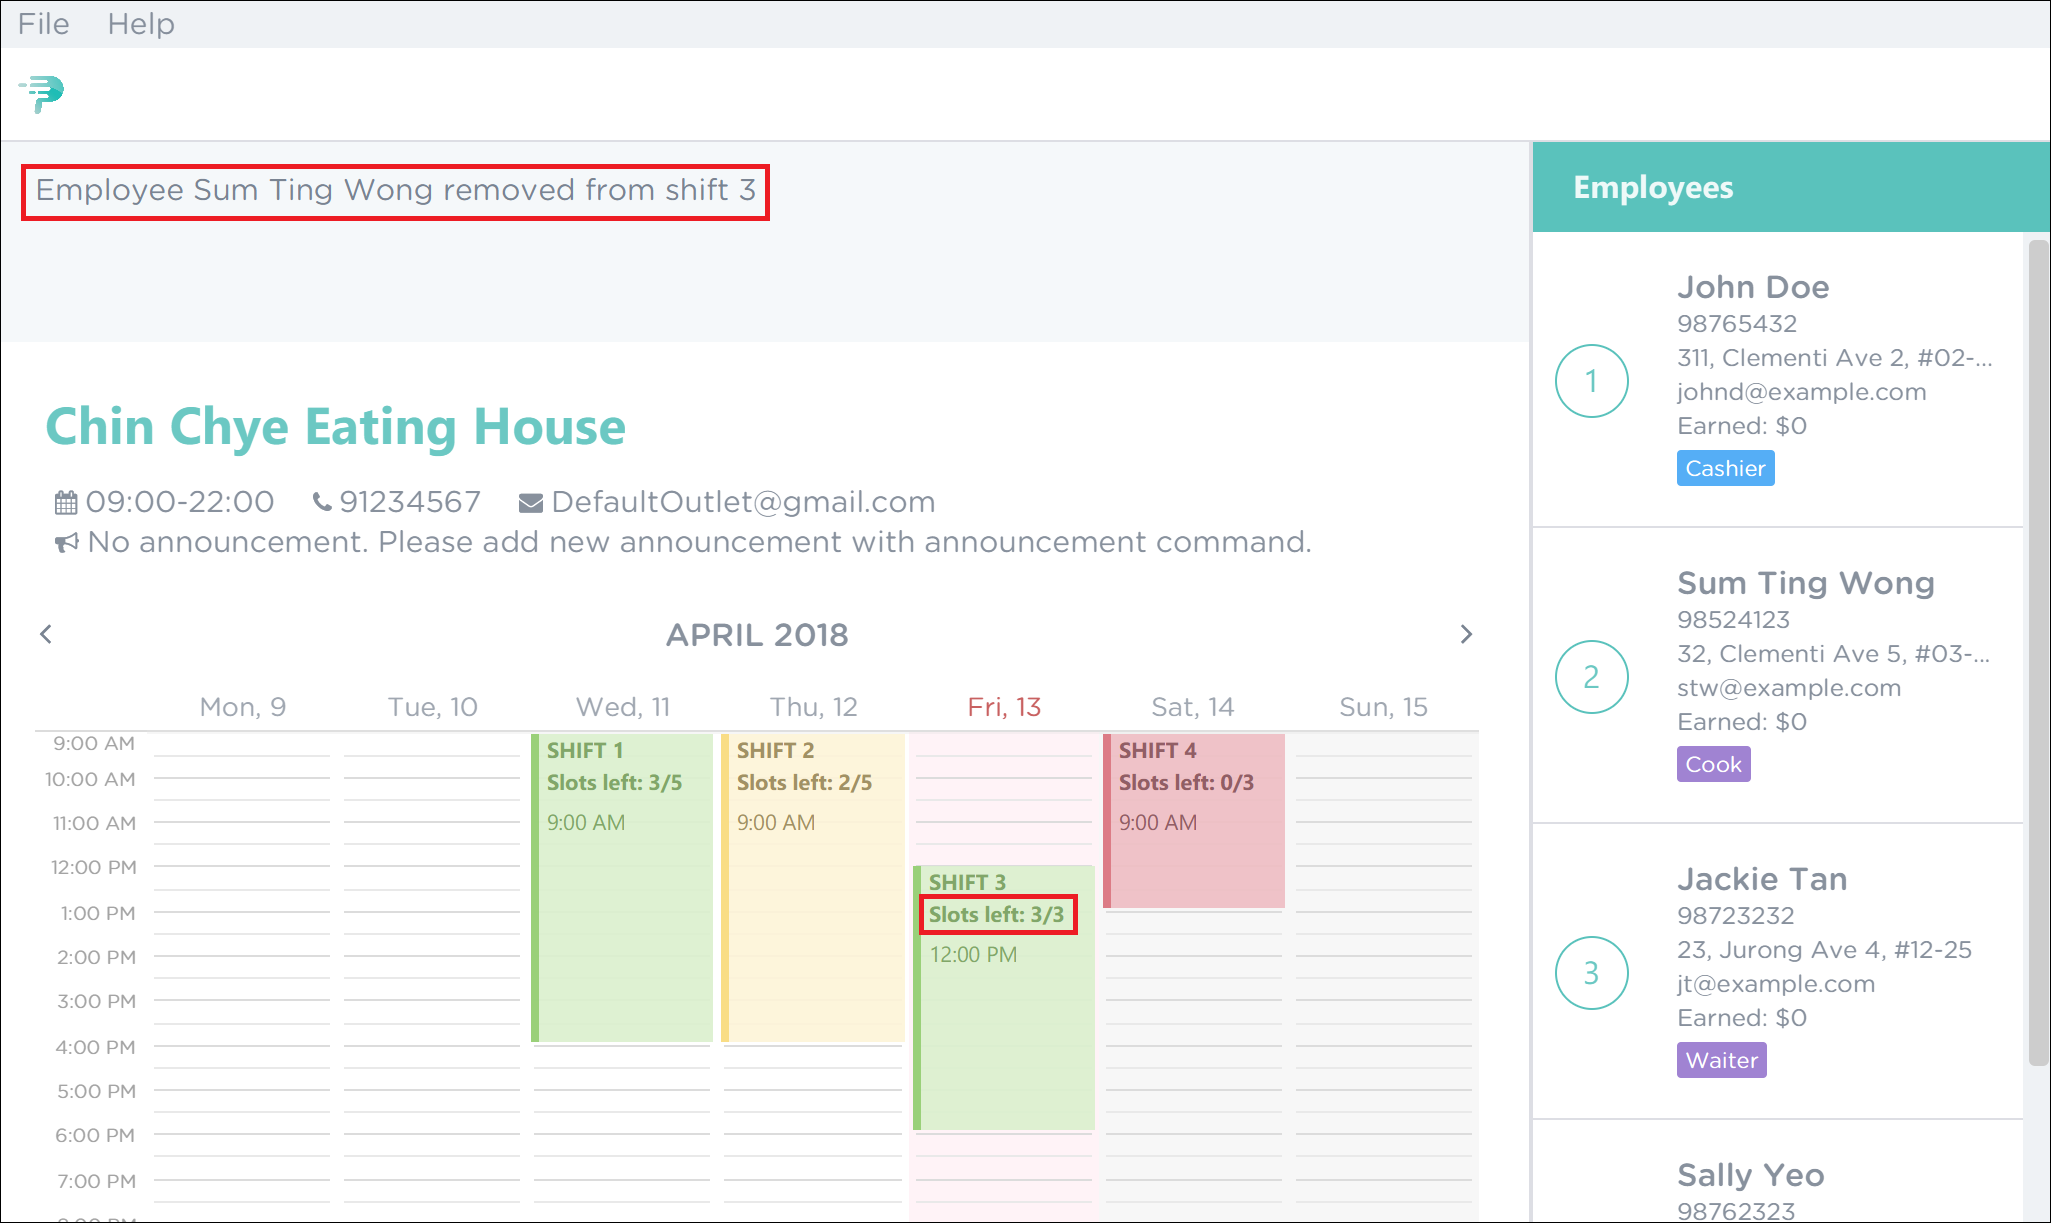 File Help
Employee Sum Ting Wong removed from shift 3
Chin Chye Eating House
09:00-22:00 91234567 DefaultOutlet@gmail.com
No announcement. Please add new announcement with announcement command.
APRIL 2018
Mon, 9 Tue, 10 Wed, 11 Thu, 12 Fri, 13 Sat, 14 Sun, 15
9:00 AM
10:00 AM
11:00 AM
12:00 PM
1:00 PM
2:00 PM
3:00 PM
4:00 PM
5:00 PM
6:00 PM
7:00 PM
SHIFT 1
Slots left: 3/5
9:00 AM
SHIFT 2
Slots left: 2/5
9:00 AM
SHIFT 3
Slots left: 3/3
12:00 PM
SHIFT 4
Slots left: 0/3
9:00 AM
Employees
1
John Doe
98765432
311, Clementi Ave 2, #02-...
johnd@example.com
Earned: $0
Cashier
2
Sum Ting Wong
98524123
32, Clementi Ave 5, #03-...
stw@example.com
Earned: $0
Cook
3
Jackie Tan
98723232
23, Jurong Ave 4, #12-25
jt@example.com
Earned: $0
Waiter
Sally Yeo
98762323